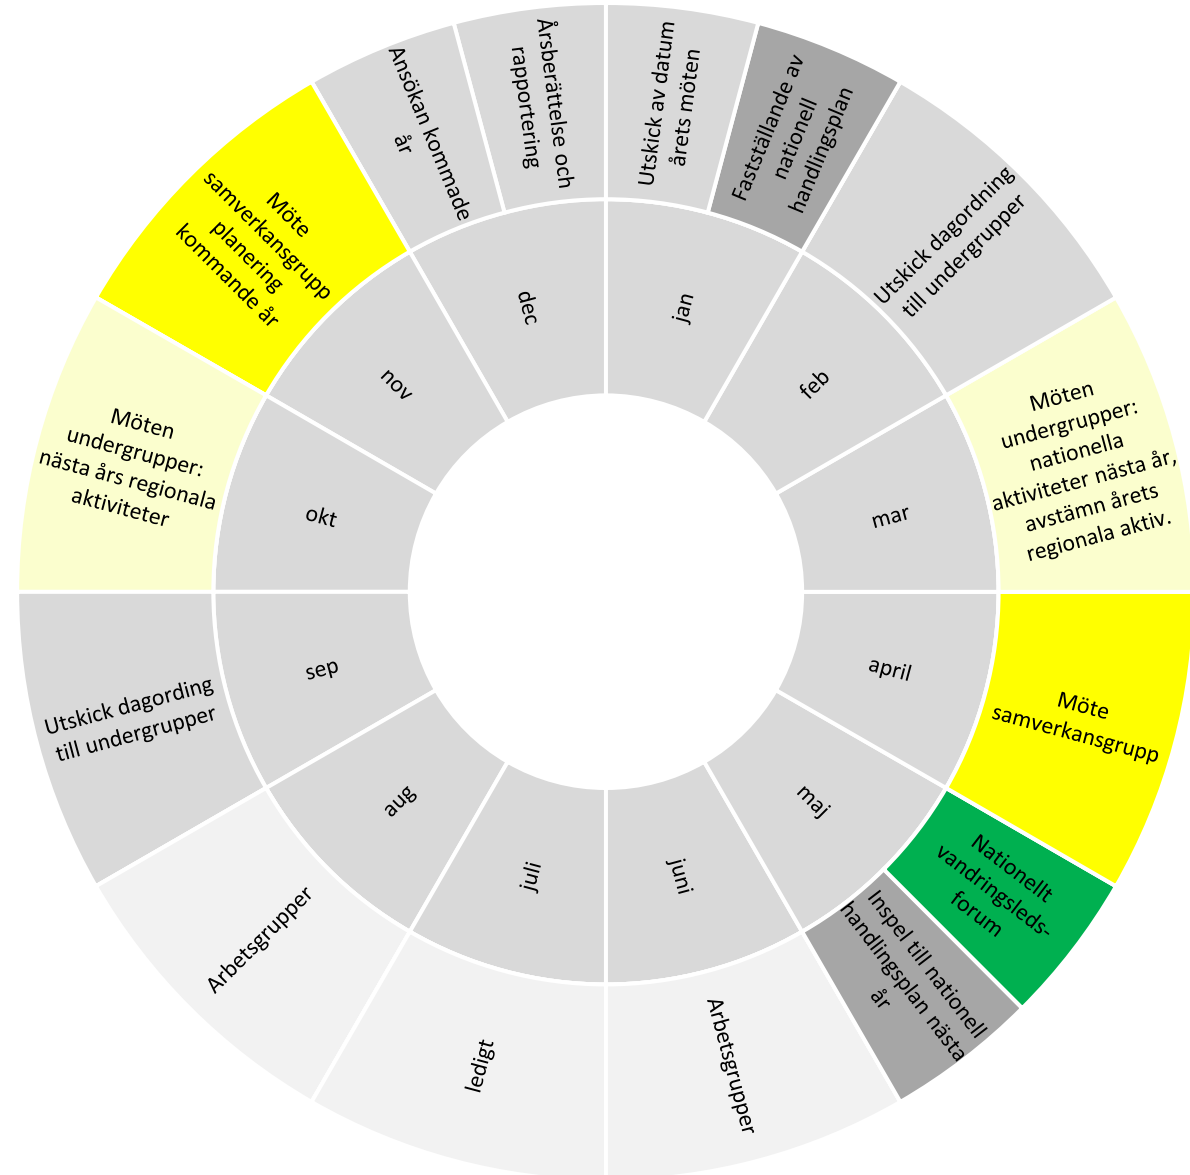 Utskick av datum
årets möten
Fastställande av
nationell
handlingsplan
Utskick dagordning
till undergrupper
Möten
undergrupper:
nationella
aktiviteter nästa år,
avstämn årets
regionala aktiv.
Möte
samverkansgrupp
Nationellt
vandringsleds-
forum
Inspel till nationell
handlingsplan nästa
år
Arbetsgrupper
ledigt
Arbetsgrupper
Utskick dagording
till undergrupper
Möten
undergrupper:
nästa års regionala
aktiviteter
Möte
samverkansgrupp
planering
kommande år
Ansökan kommade
år
Årsberättelse och
rapportering
jan
feb
mar
april
maj
juni
juli
aug
sep
okt
nov
dec